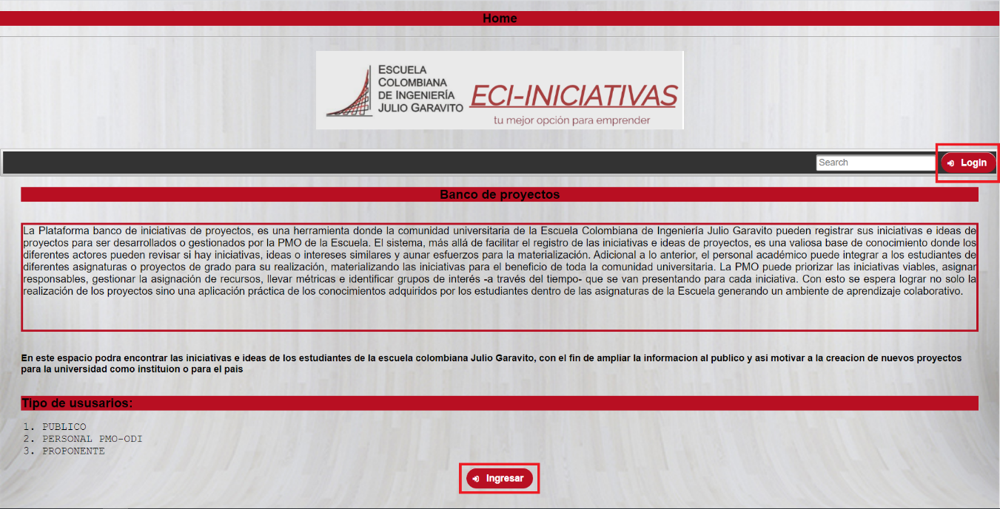 Home
ESCUELA
COLOMBIANA
DE INGENIERÍA
JULIO GARAVITO
ECI-INICIATIVAS
tu mejor opción para emprender
Search
Login
Banco de proyectos
La Plataforma banco de iniciativas de proyectos, es una herramienta donde la comunidad universitaria de la Escuela Colombiana de Ingeniería Julio Garavito pueden registrar sus iniciativas e ideas de
proyectos para ser desarrollados o gestionados por la PMO de la Escuela. El sistema, más allá de facilitar el registro de las iniciativas e ideas de proyectos, es una valiosa base de conocimiento donde los
diferentes actores pueden revisar si hay iniciativas, ideas o intereses similares y aunar esfuerzos para la materialización. Adicional a lo anterior, el personal académico puede integrar a los estudiantes de
diferentes asignaturas o proyectos de grado para su realización, materializando las iniciativas para el beneficio de toda la comunidad universitaria. La PMO puede priorizar las iniciativas viables, asignar
responsables, gestionar la asignación de recursos, llevar métricas e identificar grupos de interés -a través del tiempo- que se van presentando para cada iniciativa. Con esto se espera lograr no solo la
realización de los proyectos sino una aplicación práctica de los conocimientos adquiridos por los estudiantes dentro de las asignaturas de la Escuela generando un ambiente de aprendizaje colaborativo.
En este espacio podra encontrar las iniciativas e ideas de los estudiantes de la escuela colombiana Julio Garavito, con el fin de ampliar la informacion al publico y asi motivar a la creacion de nuevos proyectos
para la universidad como instituion o para el pais
Tipo de ususarios:
1. PUBLICO
2. PERSONAL PMO-ODI
3. PROPONENTE
Ingresar